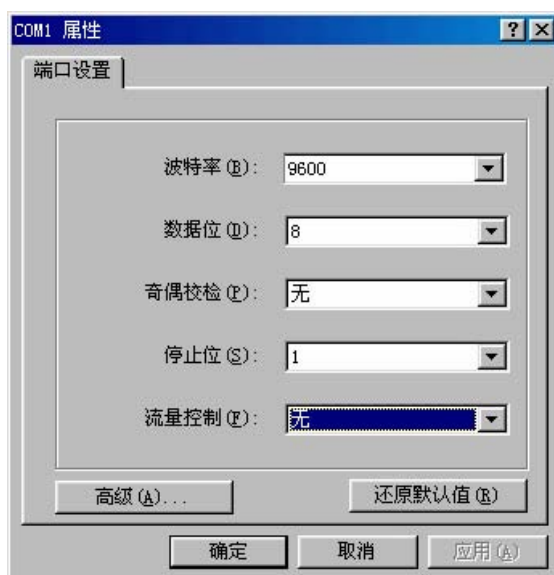 COM1 属性
端口设置
波特率(B): 9600
数据位(D): 8
奇偶校检(P): 无
停止位(S): 1
流量控制(F): 无
高级(A)... 还原默认值(R)
确定 取消 应用(A)